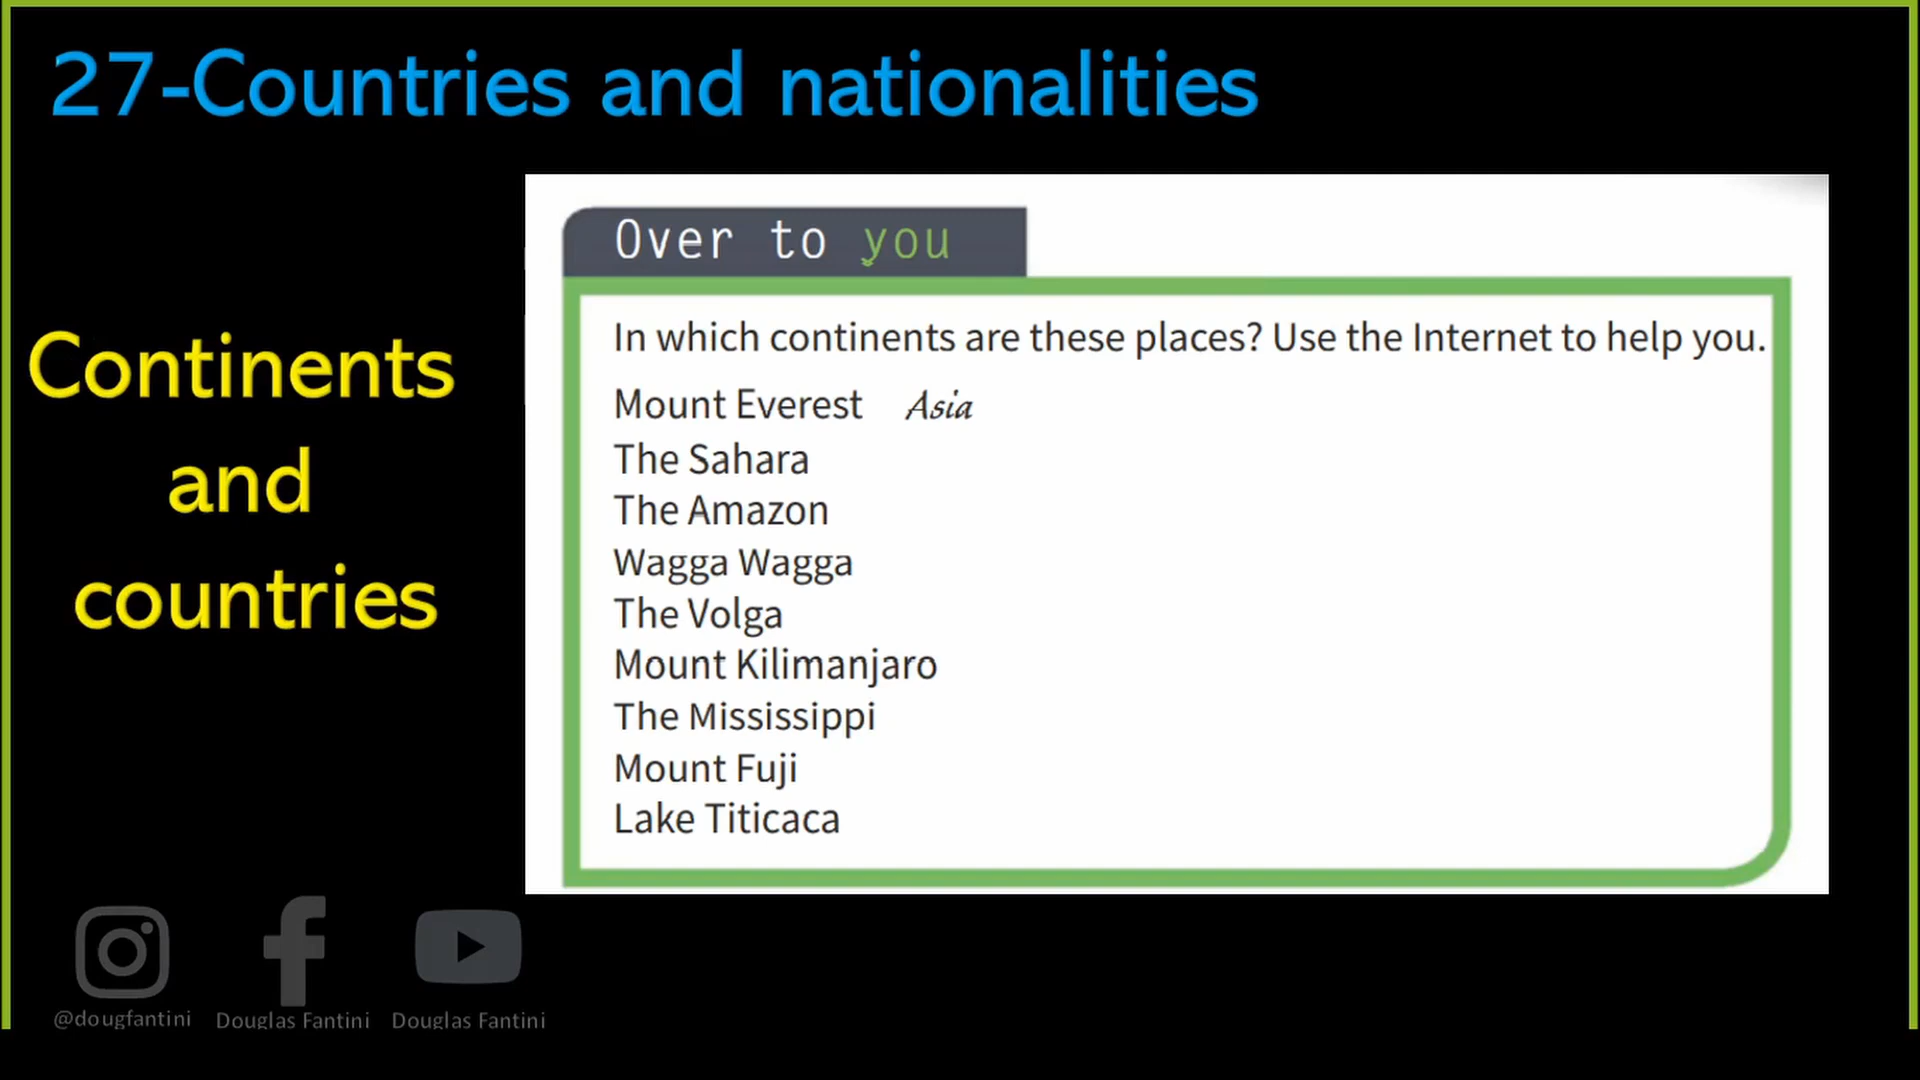 27-Countries and nationalities
Over to you
In which continents are these places? Use the Internet to help you.
Mount Everest Asia
The Sahara
The Amazon
Wagga Wagga
The Volga
Mount Kilimanjaro
The Mississippi
Mount Fuji
Lake Titicaca
Continents
and
countries
@dougfantini Douglas Fantini Douglas Fantini